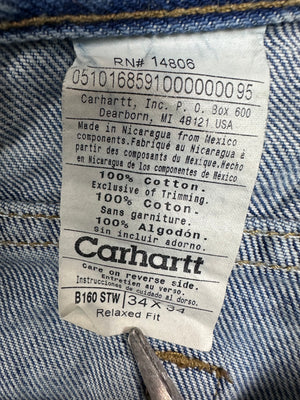 RN# 14806
05101685910000000095
Carhartt, Inc. P. O. Box 600
Dearborn, MI 48121 USA
Made in Nicaragua from Mexico
components. Fabriqué au Nicaragua à
partir des composants du Mexique. Hecho
en Nicaragua de los componentes de México.
100% Cotton.
Exclusive of Trimming.
100% Coton.
Sans garniture.
100% Algodón.
Sin incluir adorno.
Carhartt
Care on reverse side.
Entretien au verso.
Instrucciones de cuidado al dorso.
B160 STW 34 X 34
Relaxed Fit